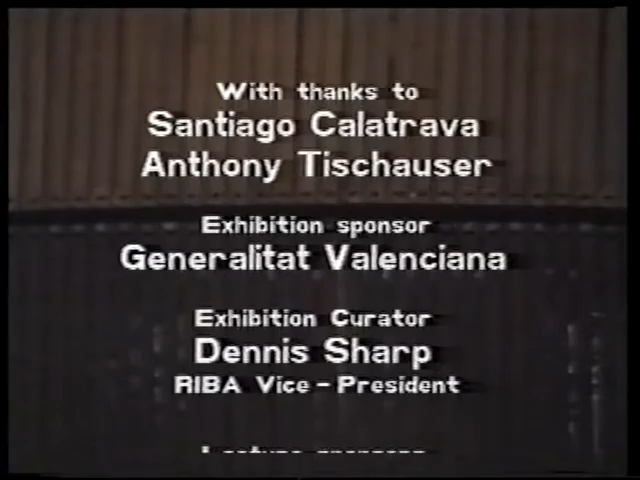 With thanks to
Santiago Calatrava
Anthony Tischauser
Exhibition sponsor
Generalitat Valenciana
Exhibition Curator
Dennis Sharp
RIBA Vice-President